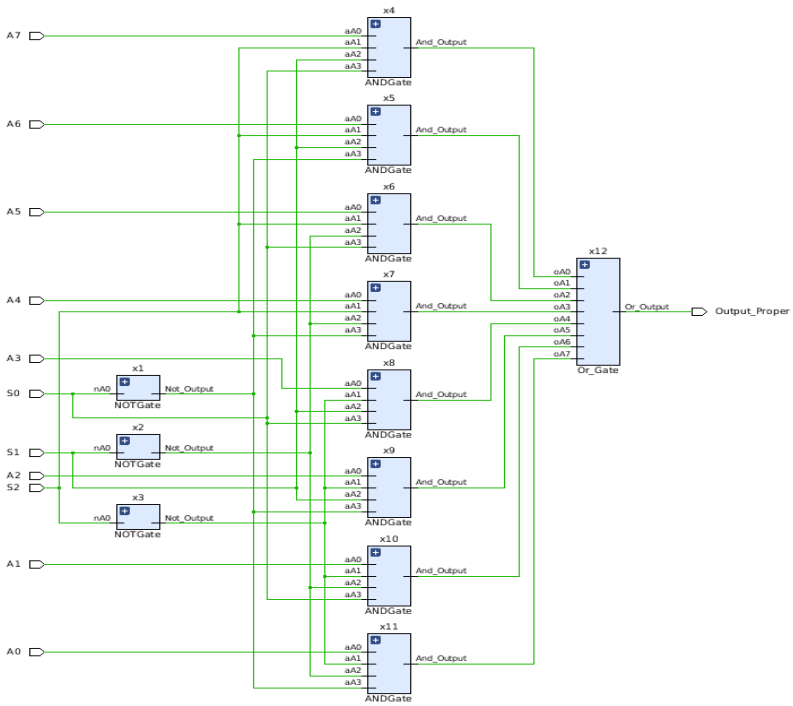 x4
A7 aA0
aA1 And_Output
aA2
aA3
ANDGate
x5
A6 aA0
aA1 And_Output
aA2
aA3
ANDGate
x6
A5 aA0
aA1 And_Output
aA2
aA3
ANDGate
x12
oA0
oA1
oA2
oA3 Or_Output Output_Proper
oA4
oA5
oA6
oA7
Or_Gate
x7
A4 aA0
aA1 And_Output
aA2
aA3
ANDGate
A3
x1
S0 nA0 Not_Output
NOTGate
x8
aA0
aA1 And_Output
aA2
aA3
ANDGate
x2
S1 nA0 Not_Output
NOTGate
A2
S2
x9
aA0
aA1 And_Output
aA2
aA3
ANDGate
x3
nA0 Not_Output
NOTGate
x10
A1 aA0
aA1 And_Output
aA2
aA3
ANDGate
x11
A0 aA0
aA1 And_Output
aA2
aA3
ANDGate